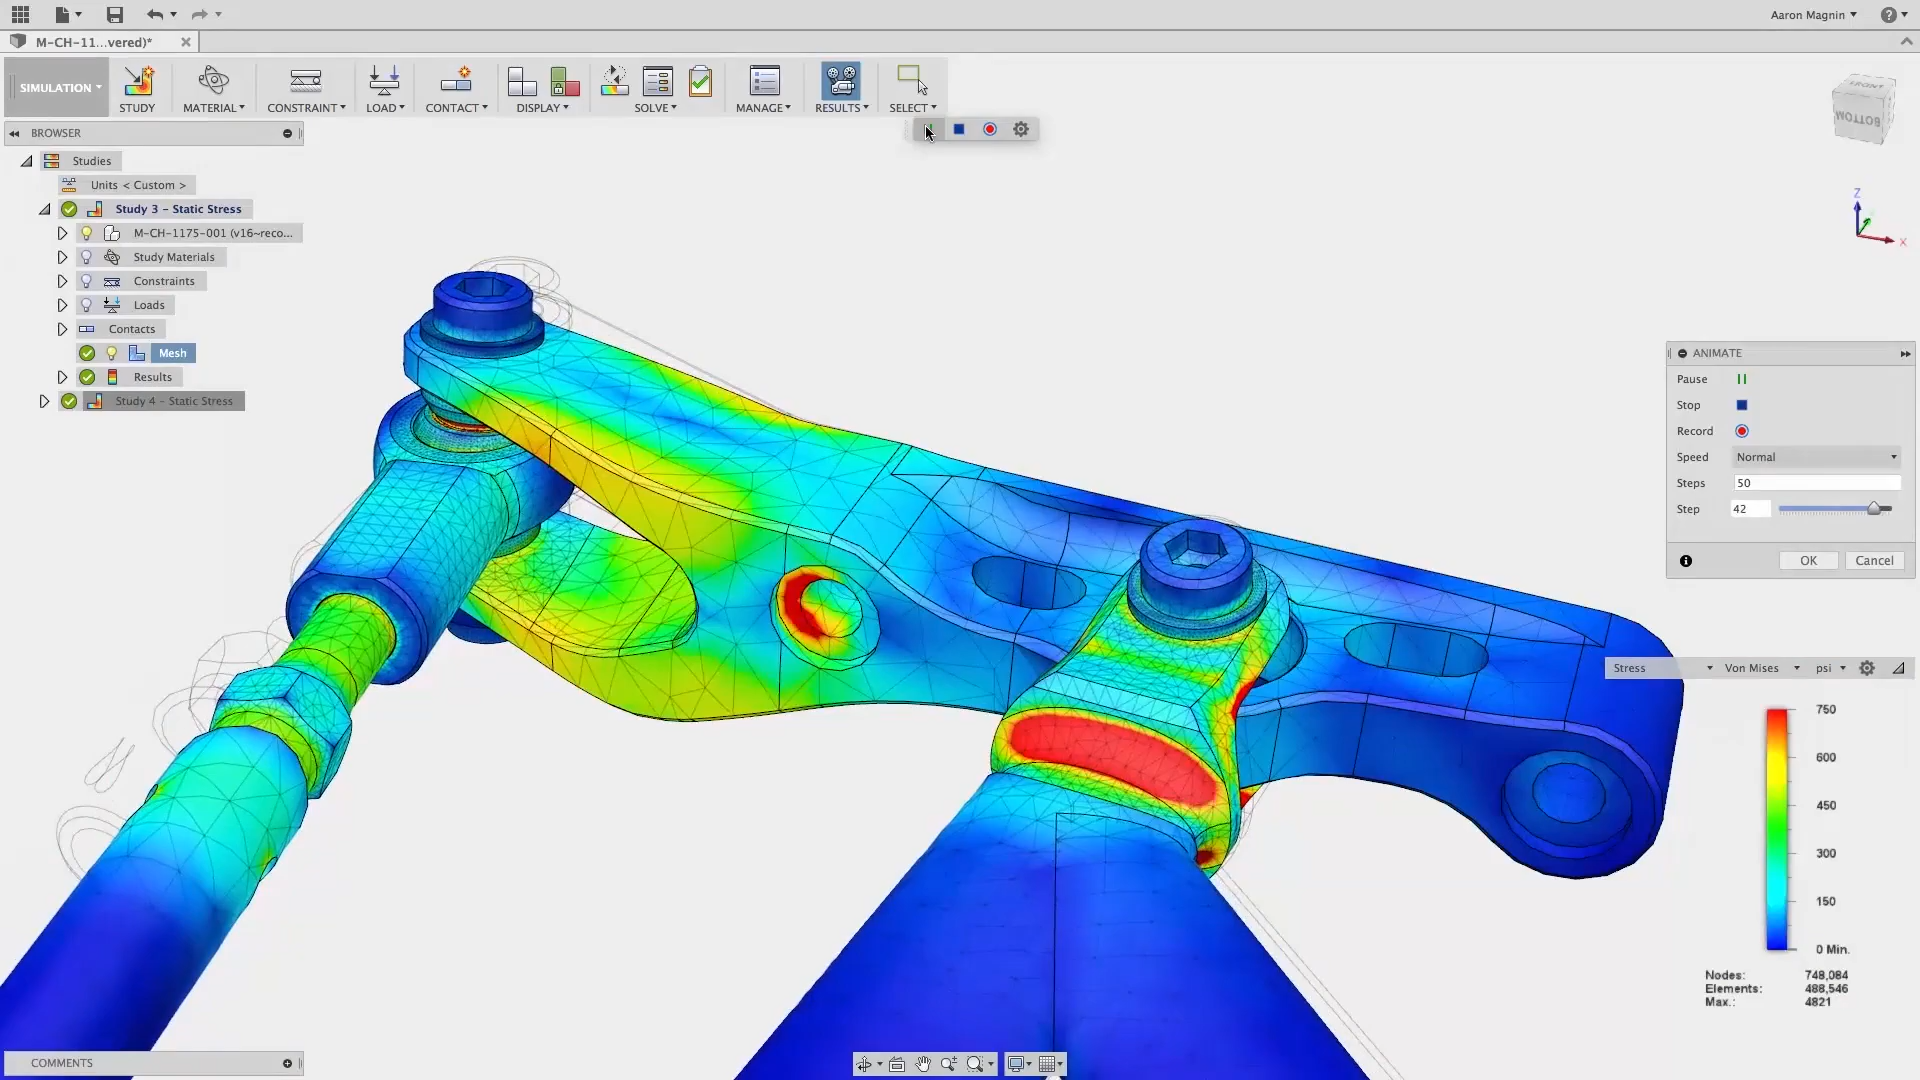 Aaron Magnin
M-CH-11...vered)*
SIMULATION
STUDY
MATERIAL
CONSTRAINT
LOAD
CONTACT
DISPLAY
SOLVE
MANAGE
RESULTS
SELECT
FRONT
BOTTOM
BROWSER
Studies
Units < Custom >
Study 3 - Static Stress
M-CH-1175-001 (v16~reco...
Study Materials
Constraints
Loads
Contacts
Mesh
Results
Study 4 - Static Stress
Z
X
ANIMATE
Pause
Stop
Record
Speed Normal
Steps 50
Step 42
OK Cancel
Stress Von Mises psi
750
600
450
300
150
0 Min.
Nodes: 748,084
Elements: 488,546
Max.: 4821
COMMENTS